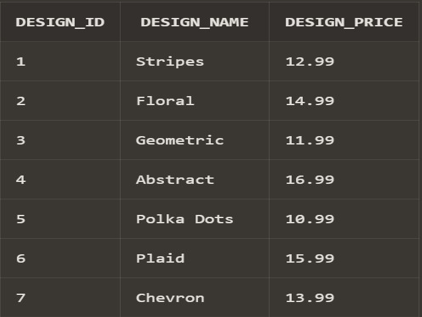 DESIGN_ID DESIGN_NAME DESIGN_PRICE
1 Stripes 12.99
2 Floral 14.99
3 Geometric 11.99
4 Abstract 16.99
5 Polka Dots 10.99
6 Plaid 15.99
7 Chevron 13.99